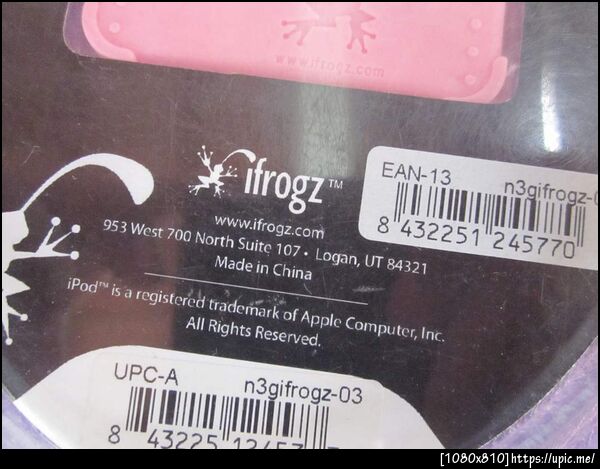 www.ifrogz.com
ifrogz™
www.ifrogz.com
953 West 700 North Suite 107 • Logan, UT 84321
Made in China
iPod™ is a registered trademark of Apple Computer, Inc.
All Rights Reserved.
EAN-13 n3gifrogz-
8 432251 245770
UPC-A n3gifrogz-03
8 43225
[1080x810]https://upic.me/